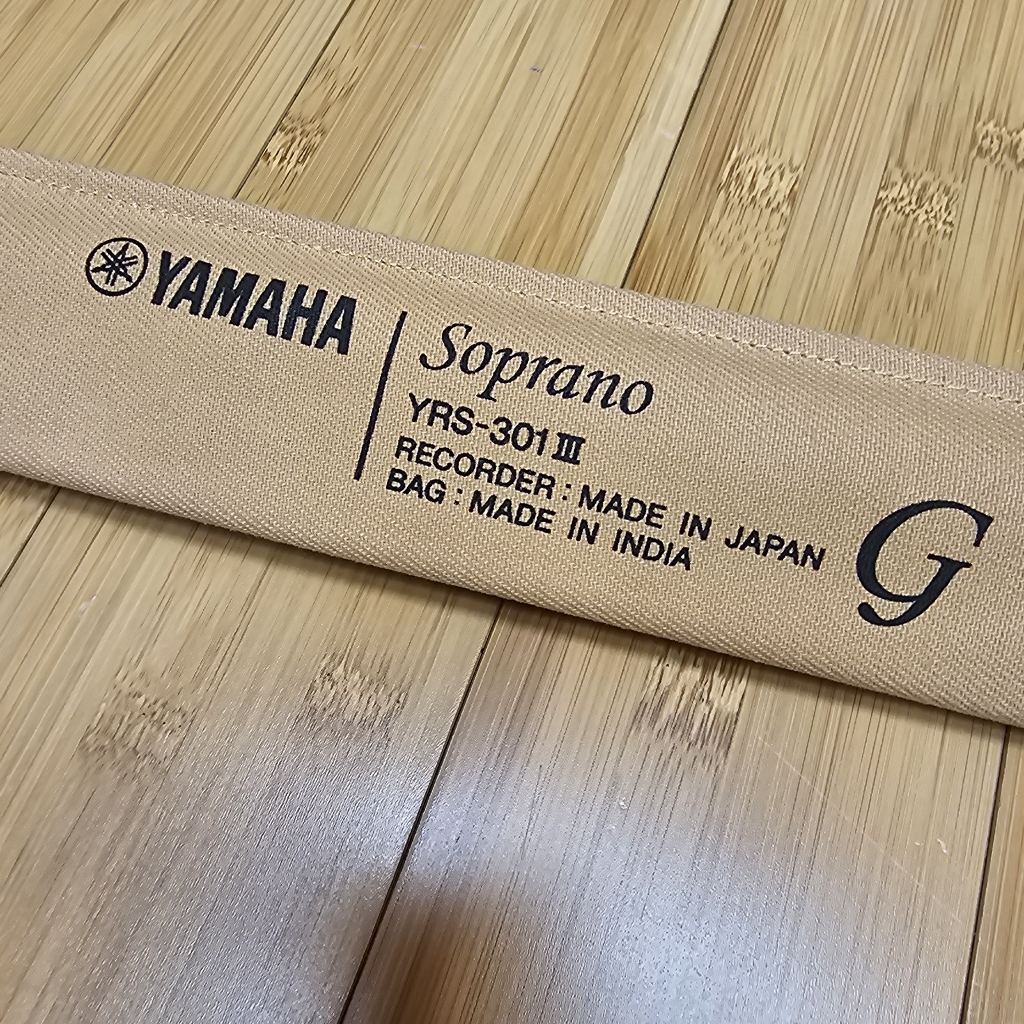 YAMAHA
Soprano
YRS-301Ⅲ
RECORDER : MADE IN JAPAN
BAG : MADE IN INDIA
G